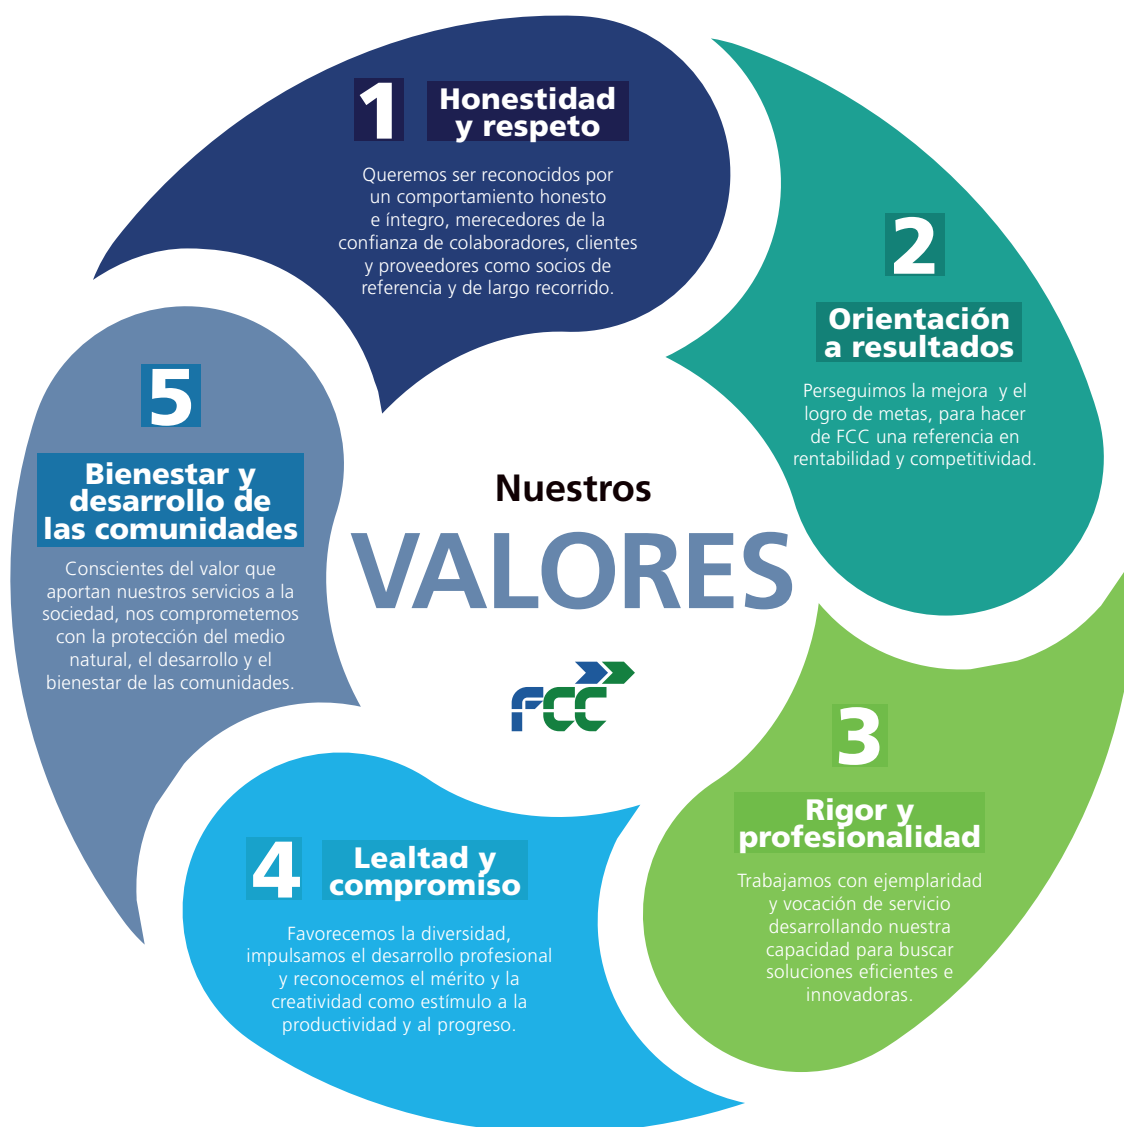 1
Honestidad
y respeto
Queremos ser reconocidos por
un comportamiento honesto
e íntegro, merecedores de la
confianza de colaboradores, clientes
y proveedores como socios de
referencia y de largo recorrido.
2
Orientación
a resultados
Perseguimos la mejora y el
logro de metas, para hacer
de FCC una referencia en
rentabilidad y competitividad.
3
Rigor y
profesionalidad
Trabajamos con ejemplaridad
y vocación de servicio
desarrollando nuestra
capacidad para buscar
soluciones eficientes e
innovadoras.
4
Lealtad y
compromiso
Favorecemos la diversidad,
impulsamos el desarrollo profesional
y reconocemos el mérito y la
creatividad como estímulo a la
productividad y al progreso.
5
Bienestar y
desarrollo de
las comunidades
Conscientes del valor que
aportan nuestros servicios a la
sociedad, nos comprometemos
con la protección del medio
natural, el desarrollo y el
bienestar de las comunidades.
Nuestros
VALORES
FCC